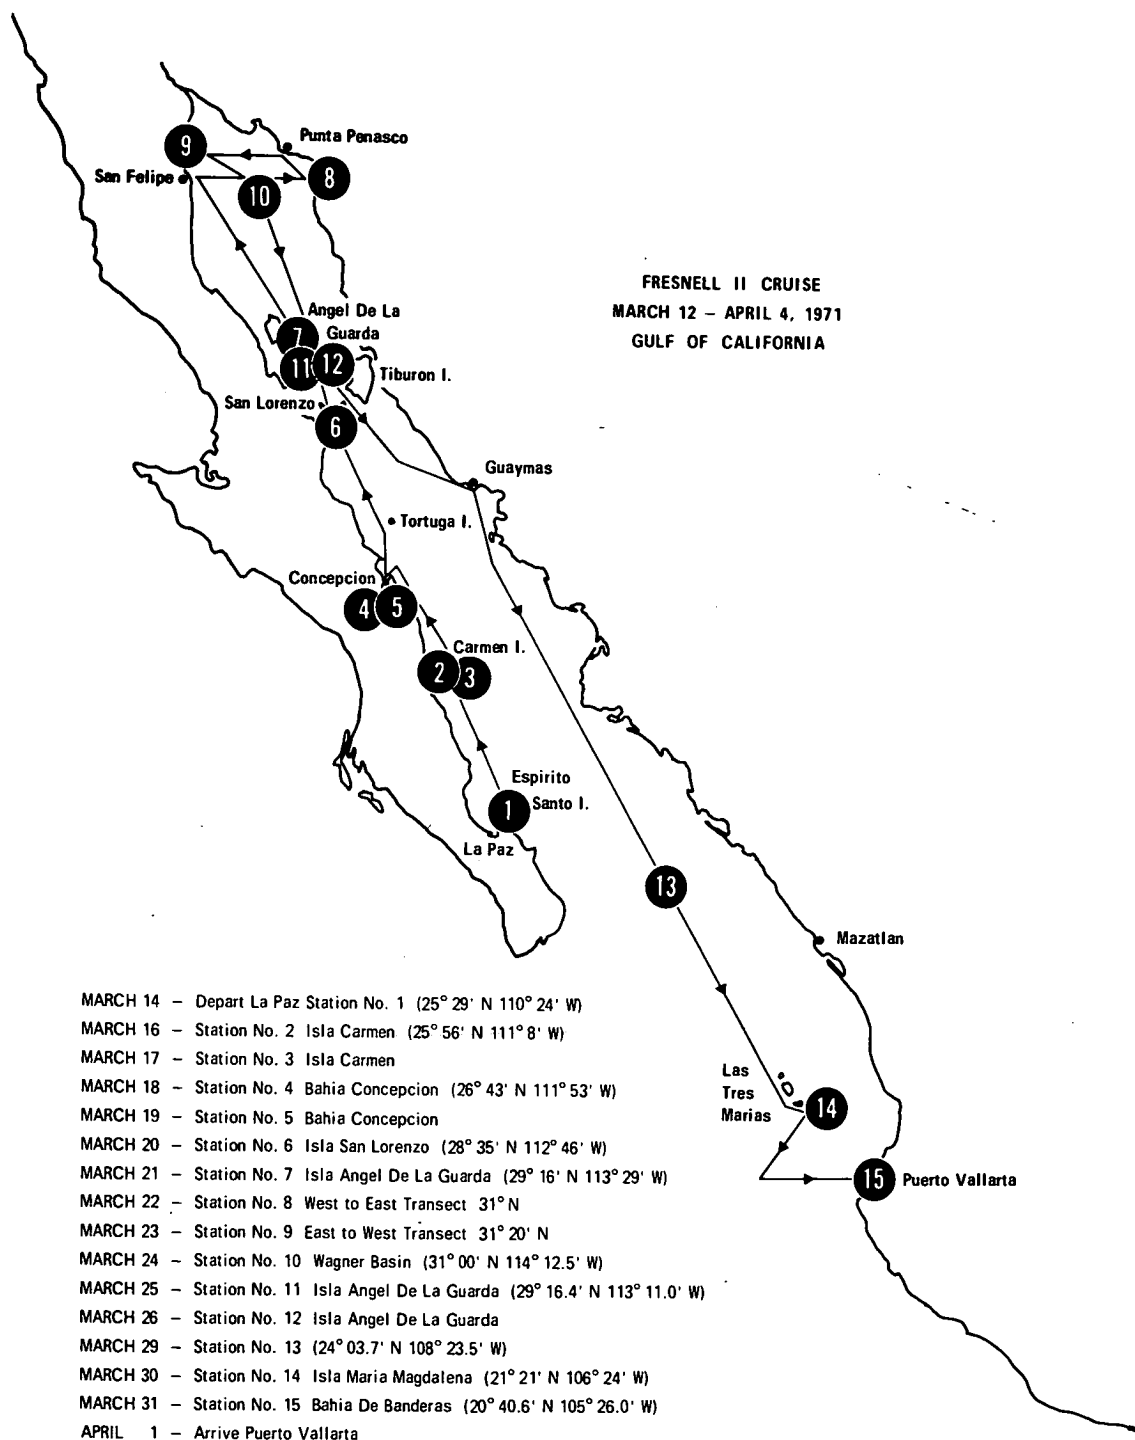 9
Punta Penasco
San Felipe
8
10
FRESNELL II CRUISE
MARCH 12 – APRIL 4, 1971
GULF OF CALIFORNIA
Angel De La
Guarda
7
11
12
Tiburon I.
San Lorenzo
6
Guaymas
Tortuga I.
Concepcion
4
5
Carmen I.
2
3
Espirito
Santo I.
1
La Paz
13
Mazatlan
Las
Tres
Marias
14
15
Puerto Vallarta
MARCH 14 – Depart La Paz Station No. 1 (25° 29' N 110° 24' W)
MARCH 16 – Station No. 2 Isla Carmen (25° 56' N 111° 8' W)
MARCH 17 – Station No. 3 Isla Carmen
MARCH 18 – Station No. 4 Bahia Concepcion (26° 43' N 111° 53' W)
MARCH 19 – Station No. 5 Bahia Concepcion
MARCH 20 – Station No. 6 Isla San Lorenzo (28° 35' N 112° 46' W)
MARCH 21 – Station No. 7 Isla Angel De La Guarda (29° 16' N 113° 29' W)
MARCH 22 – Station No. 8 West to East Transect 31° N
MARCH 23 – Station No. 9 East to West Transect 31° 20' N
MARCH 24 – Station No. 10 Wagner Basin (31° 00' N 114° 12.5' W)
MARCH 25 – Station No. 11 Isla Angel De La Guarda (29° 16.4' N 113° 11.0' W)
MARCH 26 – Station No. 12 Isla Angel De La Guarda
MARCH 29 – Station No. 13 (24° 03.7' N 108° 23.5' W)
MARCH 30 – Station No. 14 Isla Maria Magdalena (21° 21' N 106° 24' W)
MARCH 31 – Station No. 15 Bahia De Banderas (20° 40.6' N 105° 26.0' W)
APRIL 1 – Arrive Puerto Vallarta